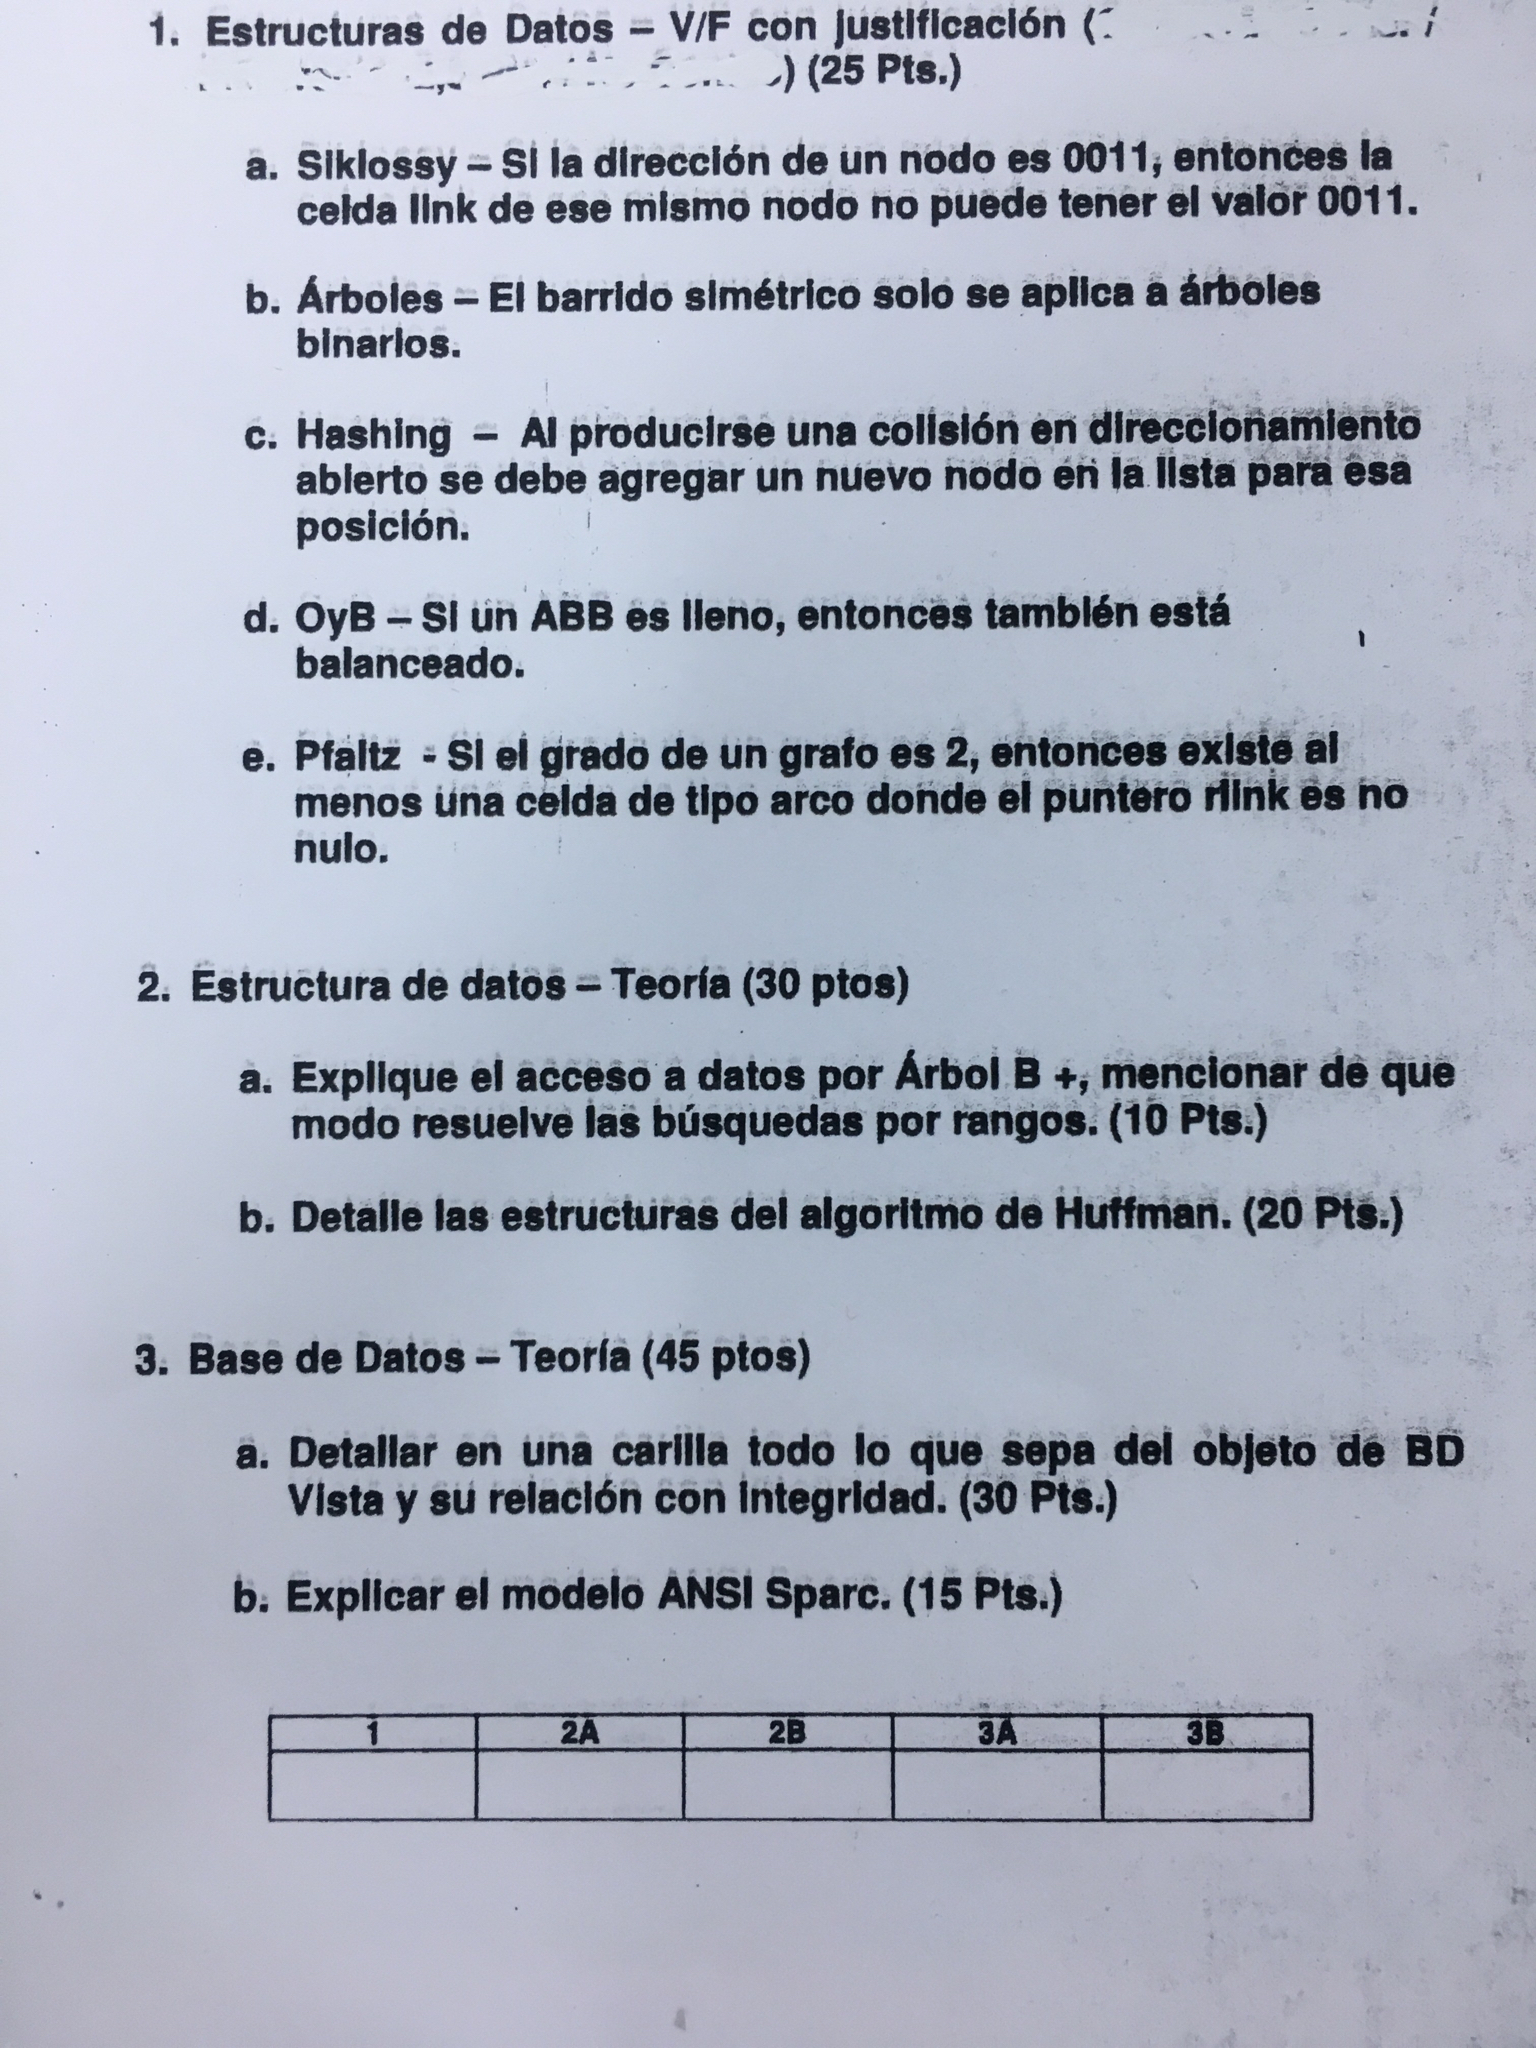 1. Estructuras de Datos – V/F con justificación (
) (25 Pts.)
a. Siklossy – Si la dirección de un nodo es 0011, entonces la
celda link de ese mismo nodo no puede tener el valor 0011.
b. Árboles – El barrido simétrico solo se aplica a árboles
binarios.
c. Hashing – Al producirse una colisión en direccionamiento
abierto se debe agregar un nuevo nodo en la lista para esa
posición.
d. OyB – Si un ABB es lleno, entonces también está
balanceado.
e. Pfaltz - Si el grado de un grafo es 2, entonces existe al
menos una celda de tipo arco donde el puntero rlink es no
nulo.
2. Estructura de datos – Teoría (30 ptos)
a. Explique el acceso a datos por Árbol B +, mencionar de que
modo resuelve las búsquedas por rangos. (10 Pts.)
b. Detalle las estructuras del algoritmo de Huffman. (20 Pts.)
3. Base de Datos – Teoría (45 ptos)
a. Detallar en una carilla todo lo que sepa del objeto de BD
Vista y su relación con integridad. (30 Pts.)
b. Explicar el modelo ANSI Sparc. (15 Pts.)
1 2A 2B 3A 3B